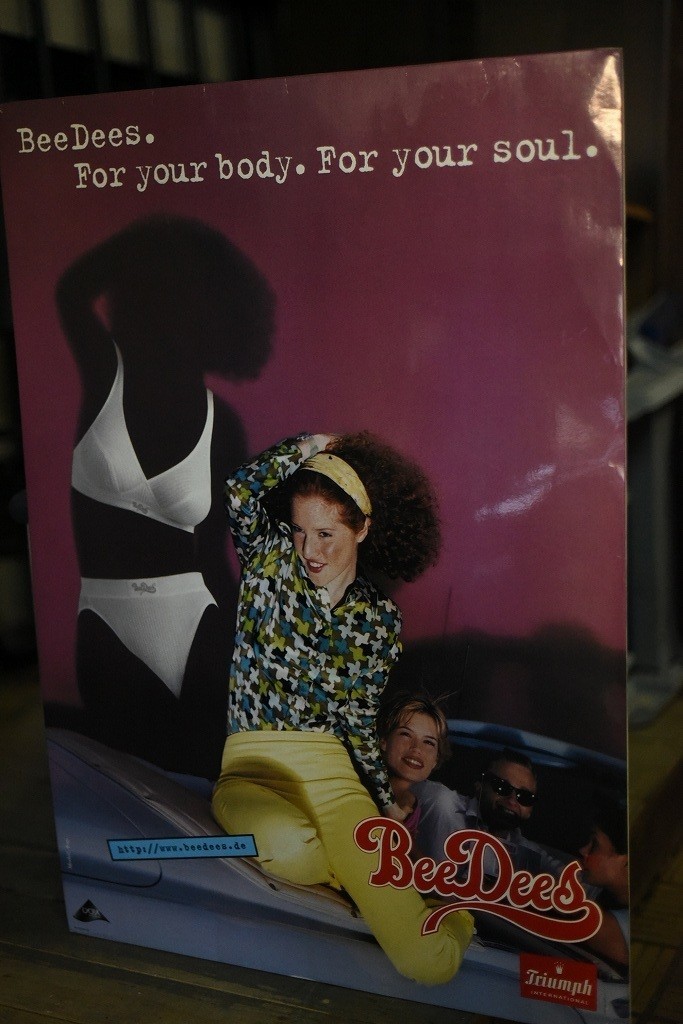 BeeDees.
For your body. For your soul.
http://www.beedees.de
BeeDees
Triumph
INTERNATIONAL